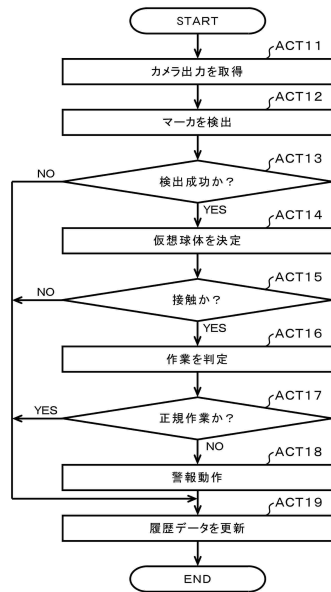 START
ACT11
カメラ出力を取得
ACT12
マーカを検出
ACT13
検出成功か？
NO
YES
ACT14
仮想球体を決定
ACT15
接触か？
NO
YES
ACT16
作業を判定
ACT17
正規作業か？
YES
NO
ACT18
警報動作
ACT19
履歴データを更新
END